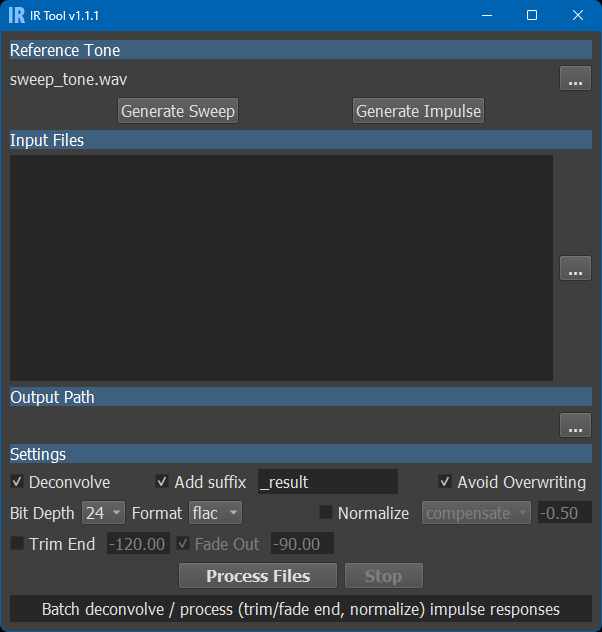 IR IR Tool v1.1.1
Reference Tone
sweep_tone.wav ...
Generate Sweep Generate Impulse
Input Files
...
Output Path
...
Settings
Deconvolve Add suffix _result Avoid Overwriting
Bit Depth 24 Format flac Normalize compensate -0.50
Trim End -120.00 Fade Out -90.00
Process Files Stop
Batch deconvolve / process (trim/fade end, normalize) impulse responses